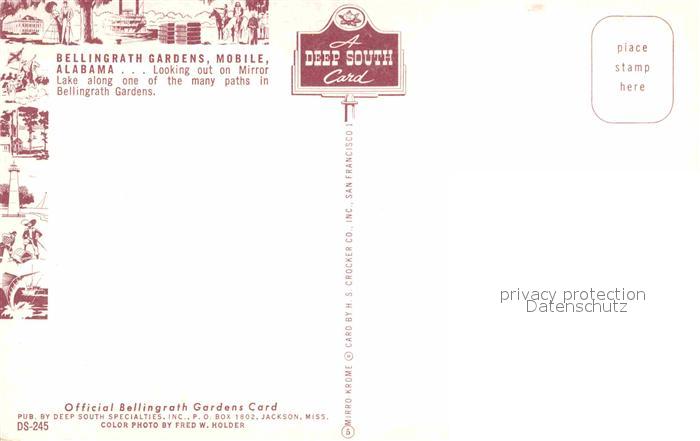 BELLINGRATH GARDENS, MOBILE,
ALABAMA . . . Looking out on Mirror
Lake along one of the many paths in
Bellingrath Gardens.
A
DEEP SOUTH
Card
place
stamp
here
MIRRO KROME ® CARD BY H. S. CROCKER CO., INC., SAN FRANCISCO 1
5
privacy protection
Datenschutz
Official Bellingrath Gardens Card
PUB. BY DEEP SOUTH SPECIALTIES, INC., P. O. BOX 1802, JACKSON, MISS.
DS-245
COLOR PHOTO BY FRED W. HOLDER